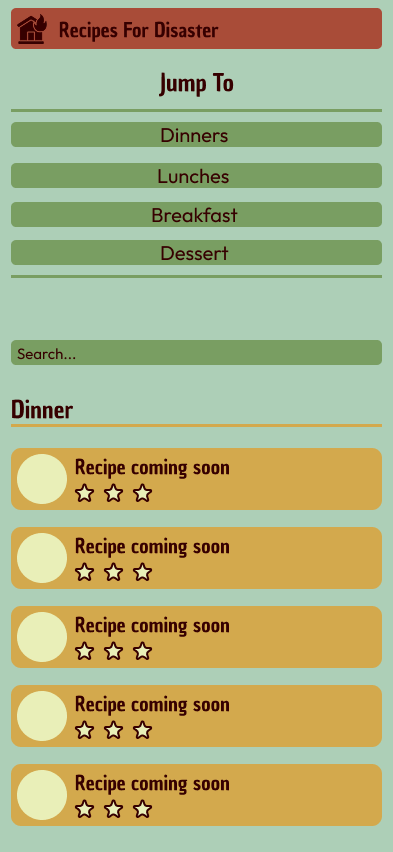 Recipes For Disaster
Jump To
Dinners
Lunches
Breakfast
Dessert
Search...
Dinner
Recipe coming soon
Recipe coming soon
Recipe coming soon
Recipe coming soon
Recipe coming soon